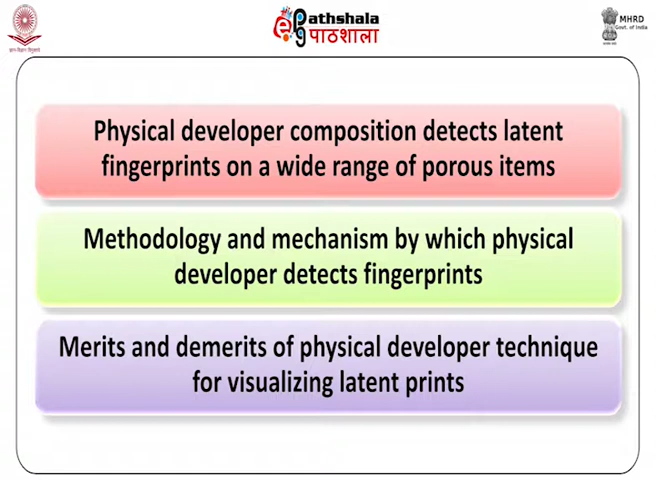 ePathshala
पाठशाला
MHRD
Govt. of India
Physical developer composition detects latent
fingerprints on a wide range of porous items
Methodology and mechanism by which physical
developer detects fingerprints
Merits and demerits of physical developer technique
for visualizing latent prints